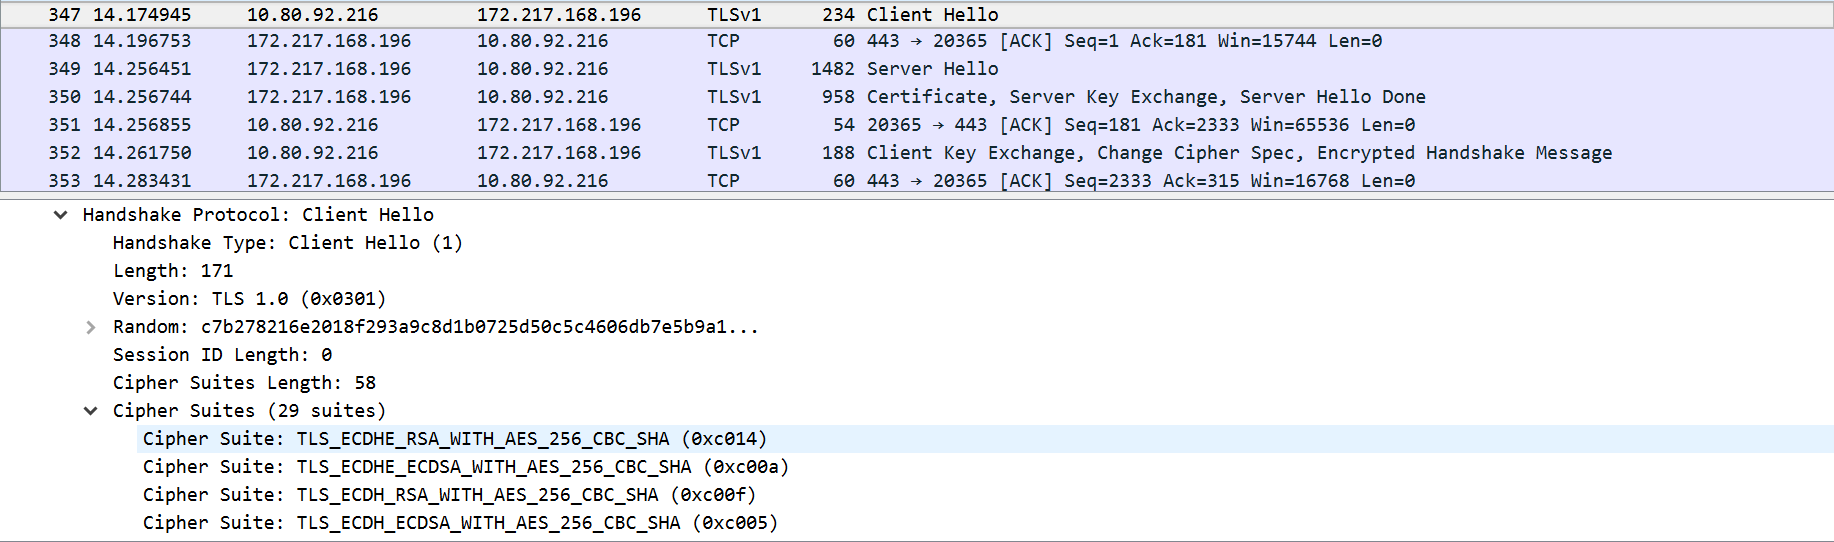 347 14.174945 10.80.92.216 172.217.168.196 TLSv1 234 Client Hello
348 14.196753 172.217.168.196 10.80.92.216 TCP 60 443 → 20365 [ACK] Seq=1 Ack=181 Win=15744 Len=0
349 14.256451 172.217.168.196 10.80.92.216 TLSv1 1482 Server Hello
350 14.256744 172.217.168.196 10.80.92.216 TLSv1 958 Certificate, Server Key Exchange, Server Hello Done
351 14.256855 10.80.92.216 172.217.168.196 TCP 54 20365 → 443 [ACK] Seq=181 Ack=2333 Win=65536 Len=0
352 14.261750 10.80.92.216 172.217.168.196 TLSv1 188 Client Key Exchange, Change Cipher Spec, Encrypted Handshake Message
353 14.283431 172.217.168.196 10.80.92.216 TCP 60 443 → 20365 [ACK] Seq=2333 Ack=315 Win=16768 Len=0
Handshake Protocol: Client Hello
Handshake Type: Client Hello (1)
Length: 171
Version: TLS 1.0 (0x0301)
Random: c7b278216e2018f293a9c8d1b0725d50c5c4606db7e5b9a1...
Session ID Length: 0
Cipher Suites Length: 58
Cipher Suites (29 suites)
Cipher Suite: TLS_ECDHE_RSA_WITH_AES_256_CBC_SHA (0xc014)
Cipher Suite: TLS_ECDHE_ECDSA_WITH_AES_256_CBC_SHA (0xc00a)
Cipher Suite: TLS_ECDH_RSA_WITH_AES_256_CBC_SHA (0xc00f)
Cipher Suite: TLS_ECDH_ECDSA_WITH_AES_256_CBC_SHA (0xc005)